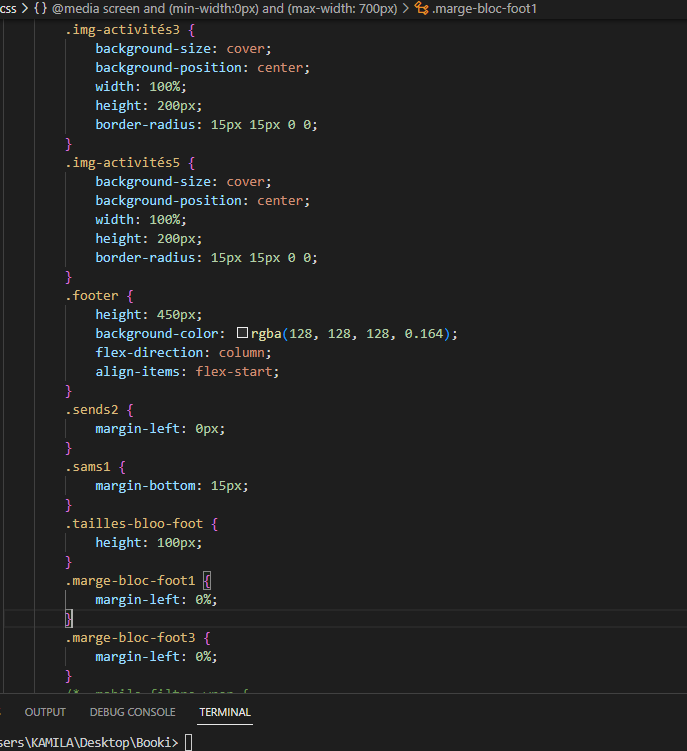 css > {} @media screen and (min-width:0px) and (max-width: 700px) > .marge-bloc-foot1
.img-activités3 {
background-size: cover;
background-position: center;
width: 100%;
height: 200px;
border-radius: 15px 15px 0 0;
}
.img-activités5 {
background-size: cover;
background-position: center;
width: 100%;
height: 200px;
border-radius: 15px 15px 0 0;
}
.footer {
height: 450px;
background-color: rgba(128, 128, 128, 0.164);
flex-direction: column;
align-items: flex-start;
}
.sends2 {
margin-left: 0px;
}
.sams1 {
margin-bottom: 15px;
}
.tailles-bloo-foot {
height: 100px;
}
.marge-bloc-foot1 {
margin-left: 0%;
}
.marge-bloc-foot3 {
margin-left: 0%;
}
OUTPUT DEBUG CONSOLE TERMINAL
sers\KAMILA\Desktop\Booki>